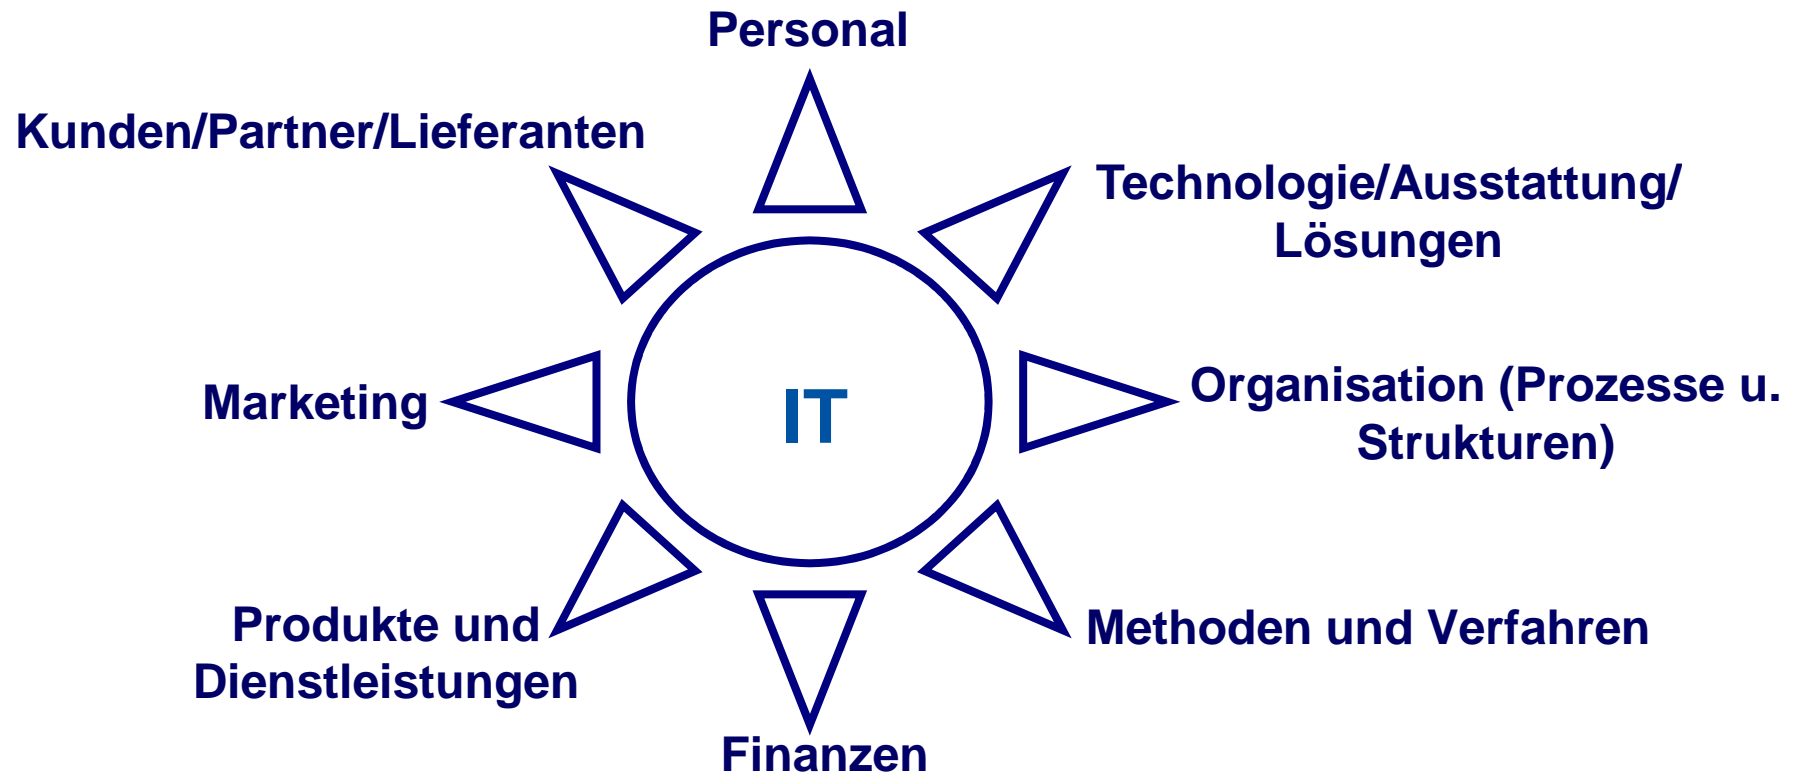 Personal
Kunden/Partner/Lieferanten
Technologie/Ausstattung/
Lösungen
Marketing
IT
Organisation (Prozesse u.
Strukturen)
Produkte und
Dienstleistungen
Methoden und Verfahren
Finanzen